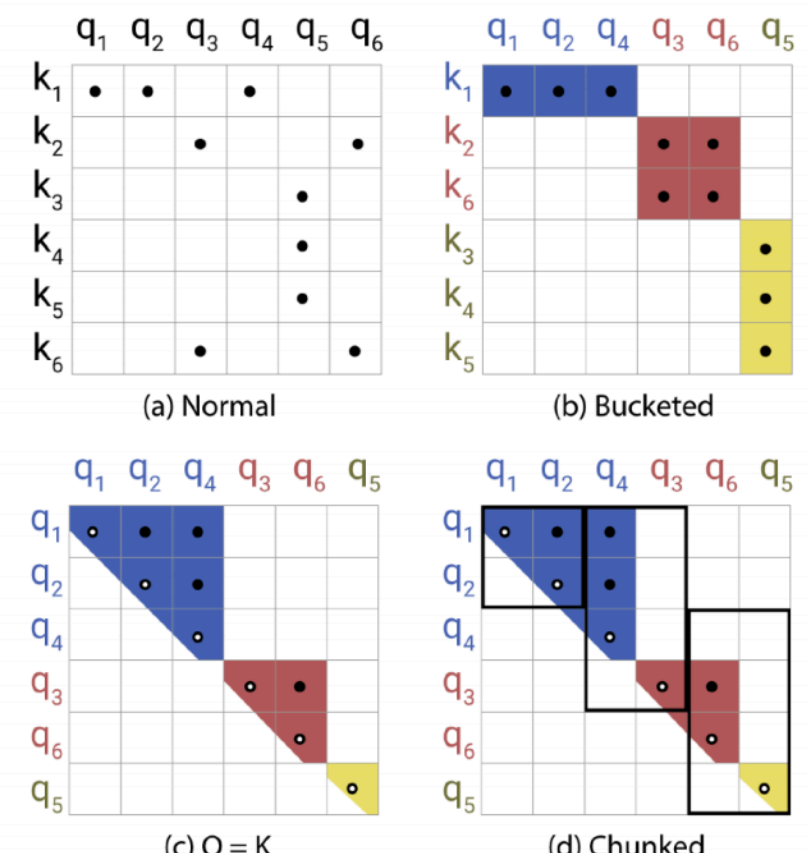 q1 q2 q3 q4 q5 q6
k1
k2
k3
k4
k5
k6
(a) Normal
q1 q2 q4 q3 q6 q5
k1
k2
k6
k3
k4
k5
(b) Bucketed
q1 q2 q4 q3 q6 q5
q1
q2
q4
q3
q6
q5
(c) Q = K
q1 q2 q4 q3 q6 q5
q1
q2
q4
q3
q6
q5
(d) Chunked